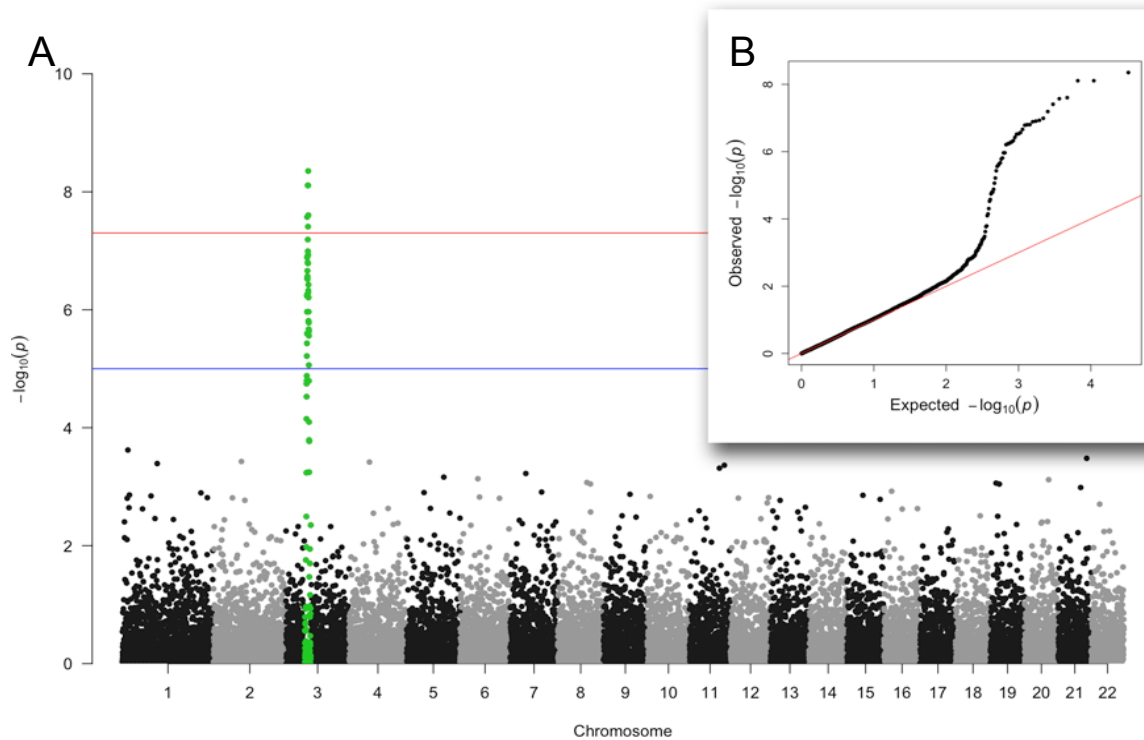 A
10
8
6
4
2
0
−log₁₀(p)
1 2 3 4 5 6 7 8 9 10 11 12 13 14 15 16 17 18 19 20 21 22
Chromosome
B
8
6
4
2
0
Observed −log₁₀(p)
0 1 2 3 4
Expected −log₁₀(p)